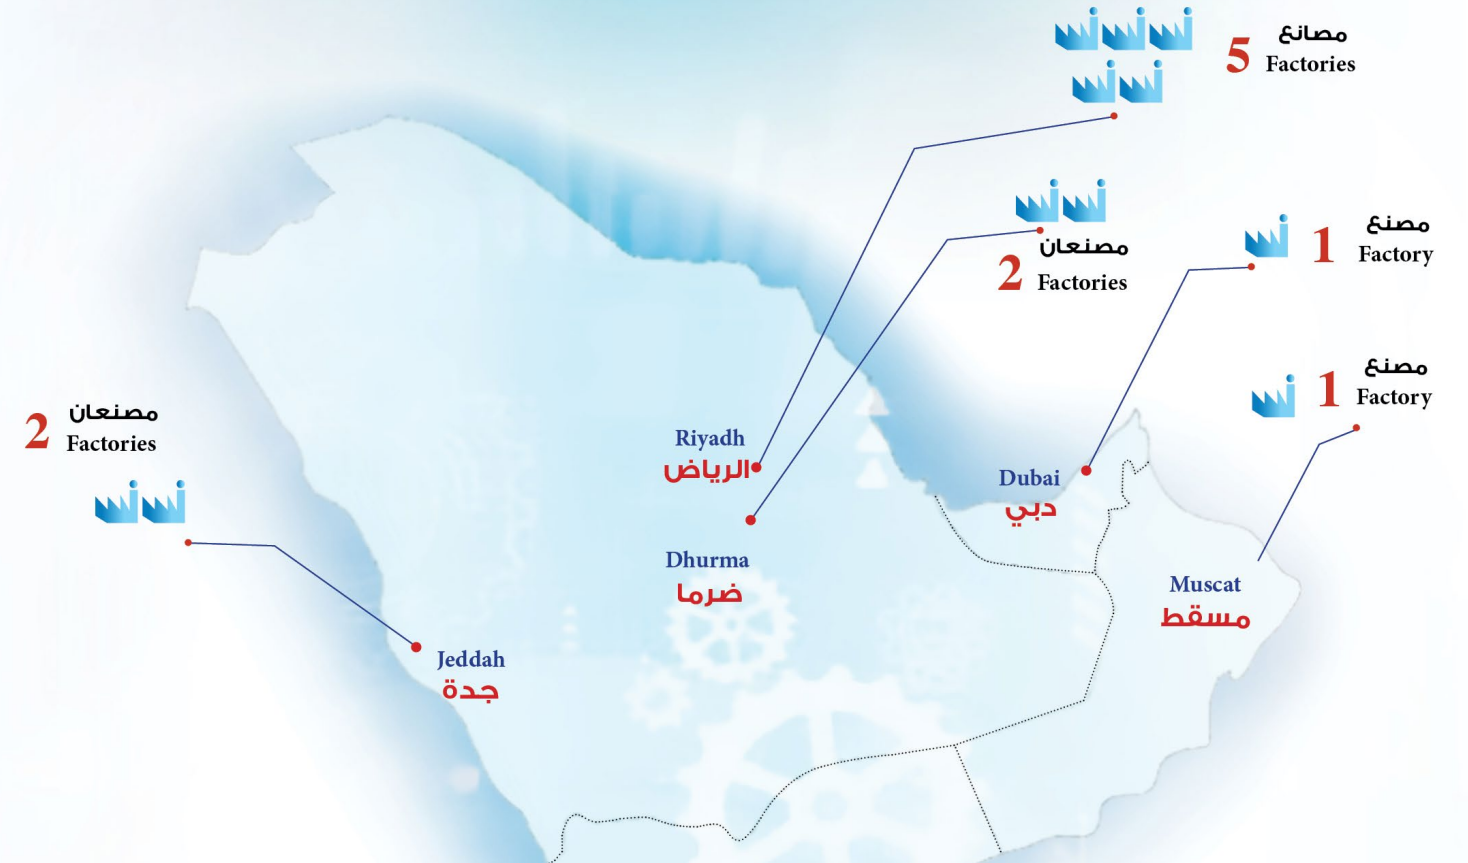 مصانع
5
Factories
مصنعان
2
Factories
مصنع
1
Factory
مصنع
1
Factory
مصنعان
2
Factories
Riyadh
الرياض
Dubai
دبي
Dhurma
ضرما
Muscat
مسقط
Jeddah
جدة